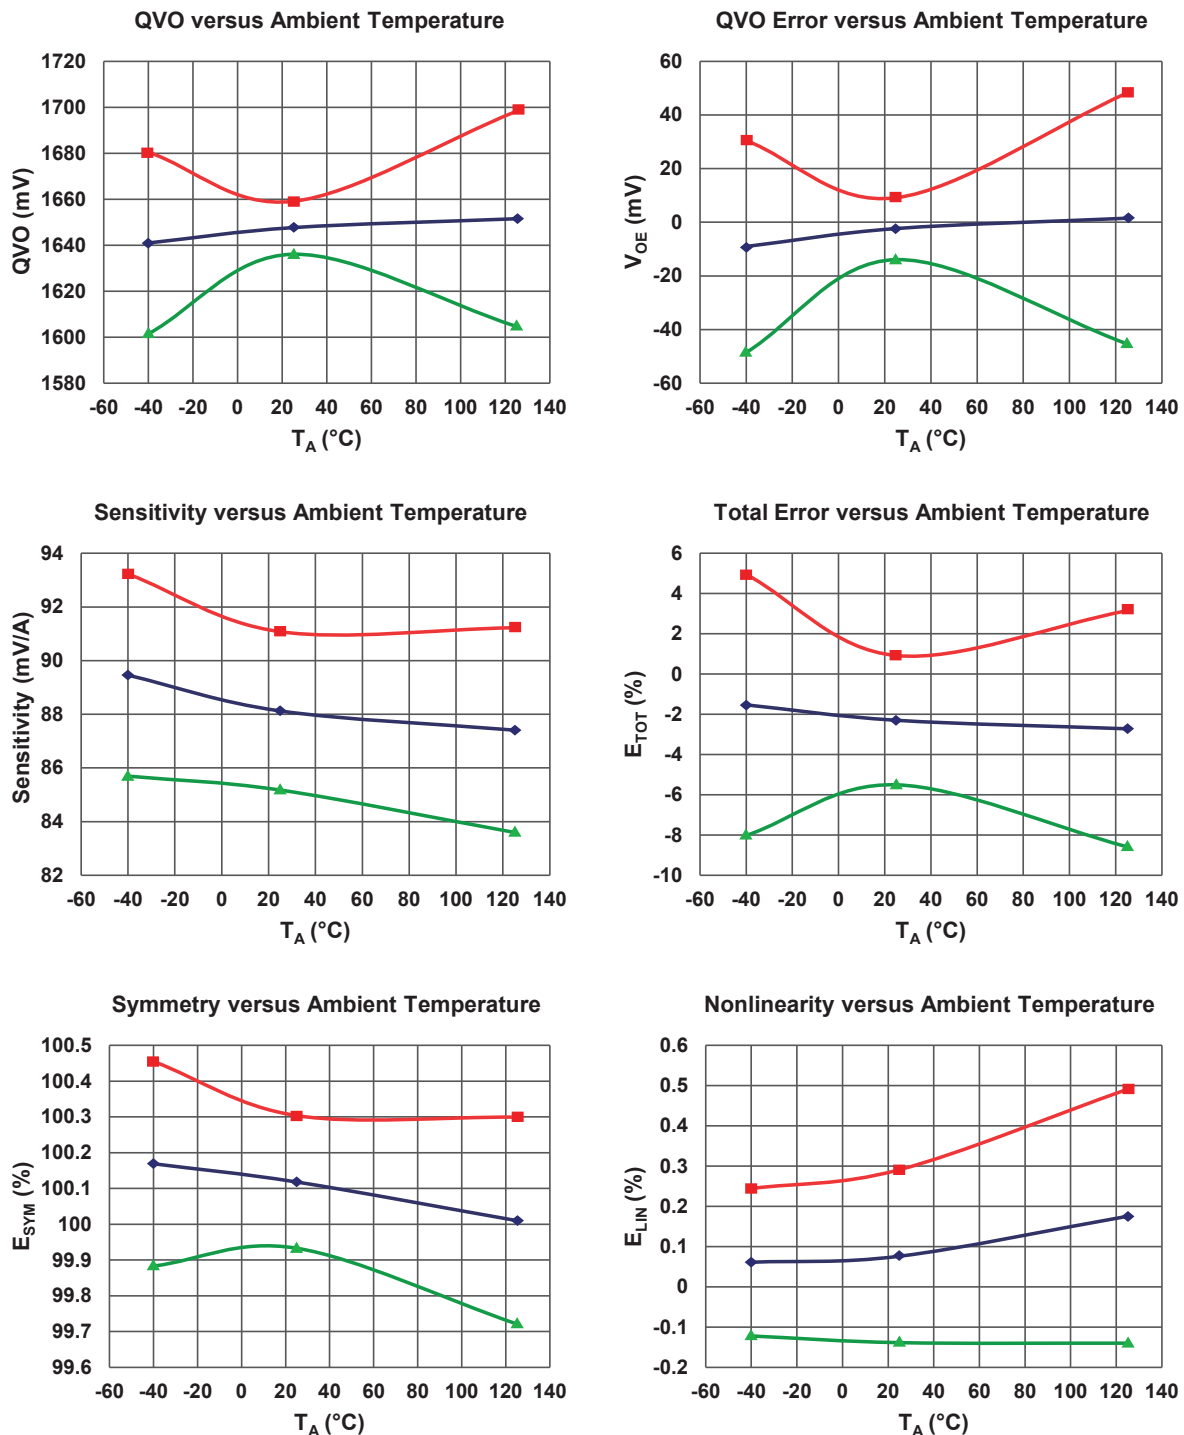 QVO versus Ambient Temperature
QVO (mV)
1720
1700
1680
1660
1640
1620
1600
1580
-60 -40 -20 0 20 40 60 80 100 120 140
TA (°C)
QVO Error versus Ambient Temperature
VOE (mV)
60
40
20
0
-20
-40
-60
-60 -40 -20 0 20 40 60 80 100 120 140
TA (°C)
Sensitivity versus Ambient Temperature
Sensitivity (mV/A)
94
92
90
88
86
84
82
-60 -40 -20 0 20 40 60 80 100 120 140
TA (°C)
Total Error versus Ambient Temperature
ETOT (%)
6
4
2
0
-2
-4
-6
-8
-10
-60 -40 -20 0 20 40 60 80 100 120 140
TA (°C)
Symmetry versus Ambient Temperature
ESYM (%)
100.5
100.4
100.3
100.2
100.1
100
99.9
99.8
99.7
99.6
-60 -40 -20 0 20 40 60 80 100 120 140
TA (°C)
Nonlinearity versus Ambient Temperature
ELIN (%)
0.6
0.5
0.4
0.3
0.2
0.1
0
-0.1
-0.2
-60 -40 -20 0 20 40 60 80 100 120 140
TA (°C)